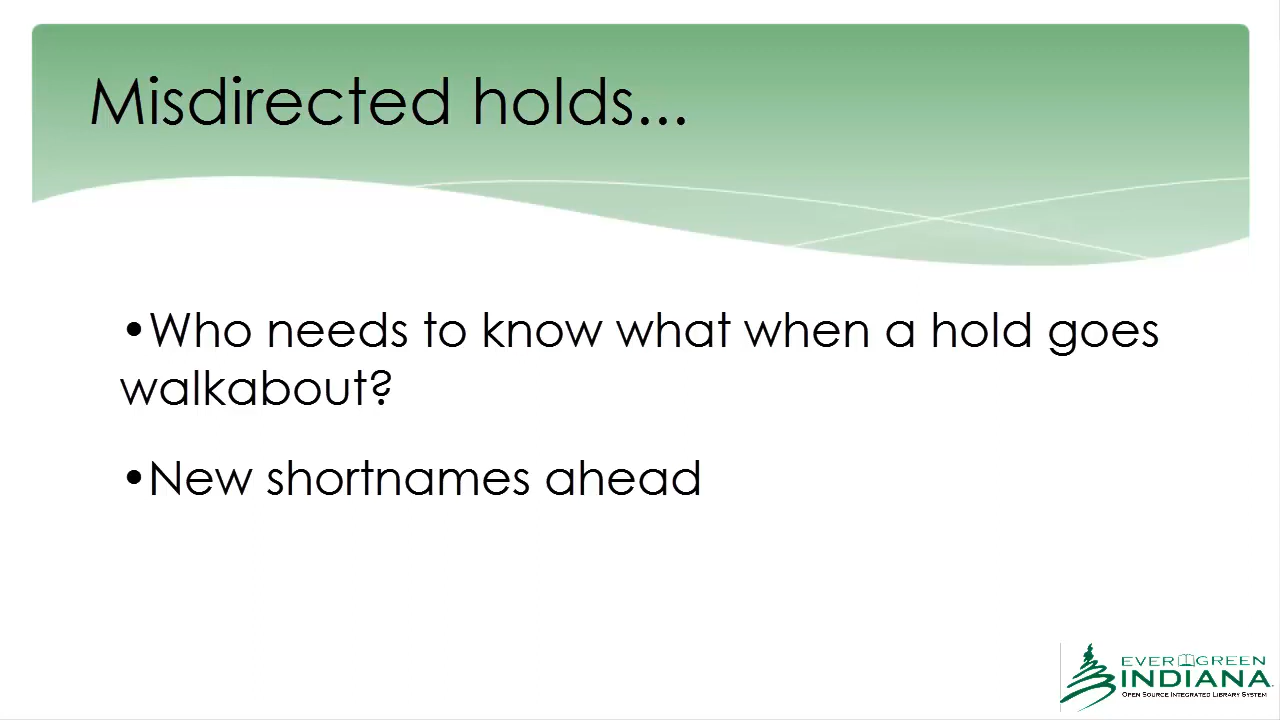 Misdirected holds...
•Who needs to know what when a hold goes
walkabout?
•New shortnames ahead
EVERGREEN
INDIANA
OPEN SOURCE INTEGRATED LIBRARY SYSTEM